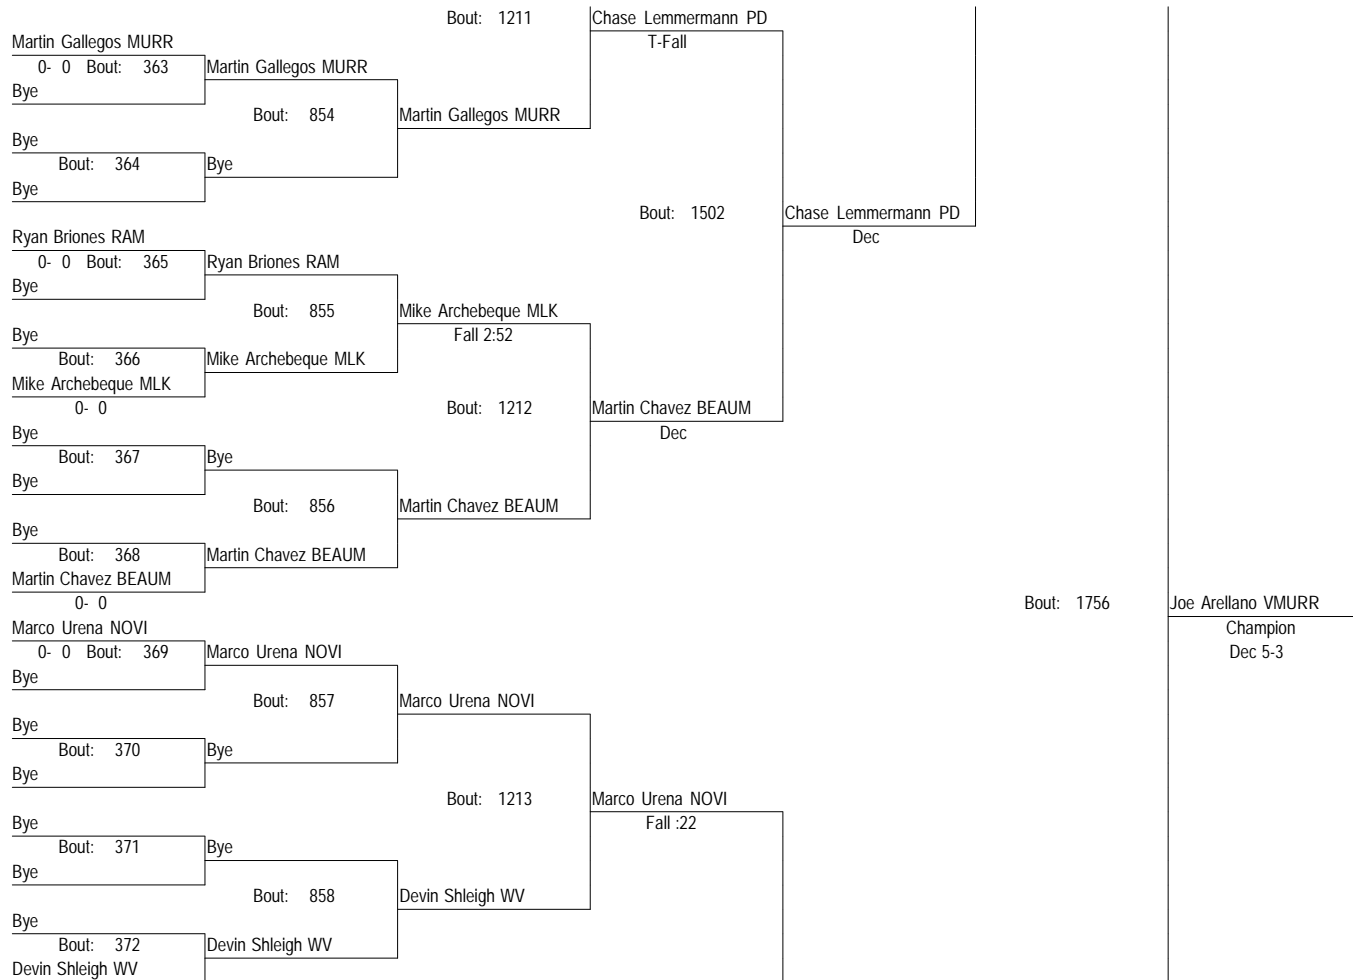 Bout: 1211 Chase Lemmermann PD
Martin Gallegos MURR T-Fall
0- 0 Bout: 363 Martin Gallegos MURR
Bye
Bout: 854 Martin Gallegos MURR
Bye
Bout: 364 Bye
Bye
Bout: 1502 Chase Lemmermann PD
Ryan Briones RAM Dec
0- 0 Bout: 365 Ryan Briones RAM
Bye
Bout: 855 Mike Archebeque MLK
Bye Fall 2:52
Bout: 366 Mike Archebeque MLK
Mike Archebeque MLK
0- 0 Bout: 1212 Martin Chavez BEAUM
Bye Dec
Bout: 367 Bye
Bye
Bout: 856 Martin Chavez BEAUM
Bye
Bout: 368 Martin Chavez BEAUM
Martin Chavez BEAUM
0- 0 Bout: 1756 Joe Arellano VMURR
Marco Urena NOVI Champion
0- 0 Bout: 369 Marco Urena NOVI Dec 5-3
Bye
Bout: 857 Marco Urena NOVI
Bye
Bout: 370 Bye
Bye
Bout: 1213 Marco Urena NOVI
Bye Fall :22
Bout: 371 Bye
Bye
Bout: 858 Devin Shleigh WV
Bye
Bout: 372 Devin Shleigh WV
Devin Shleigh WV